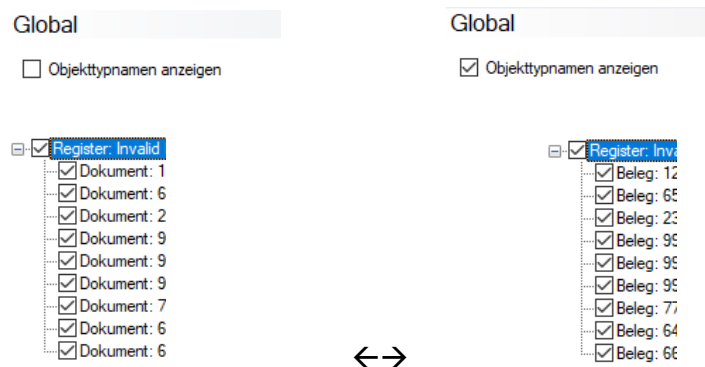 Global
Objekttypnamen anzeigen
Register: Invalid
Dokument: 1
Dokument: 6
Dokument: 2
Dokument: 9
Dokument: 9
Dokument: 9
Dokument: 7
Dokument: 6
Dokument: 6
←→
Global
Objekttypnamen anzeigen
Register: Inva
Beleg: 12
Beleg: 65
Beleg: 23
Beleg: 99
Beleg: 99
Beleg: 99
Beleg: 77
Beleg: 64
Beleg: 66